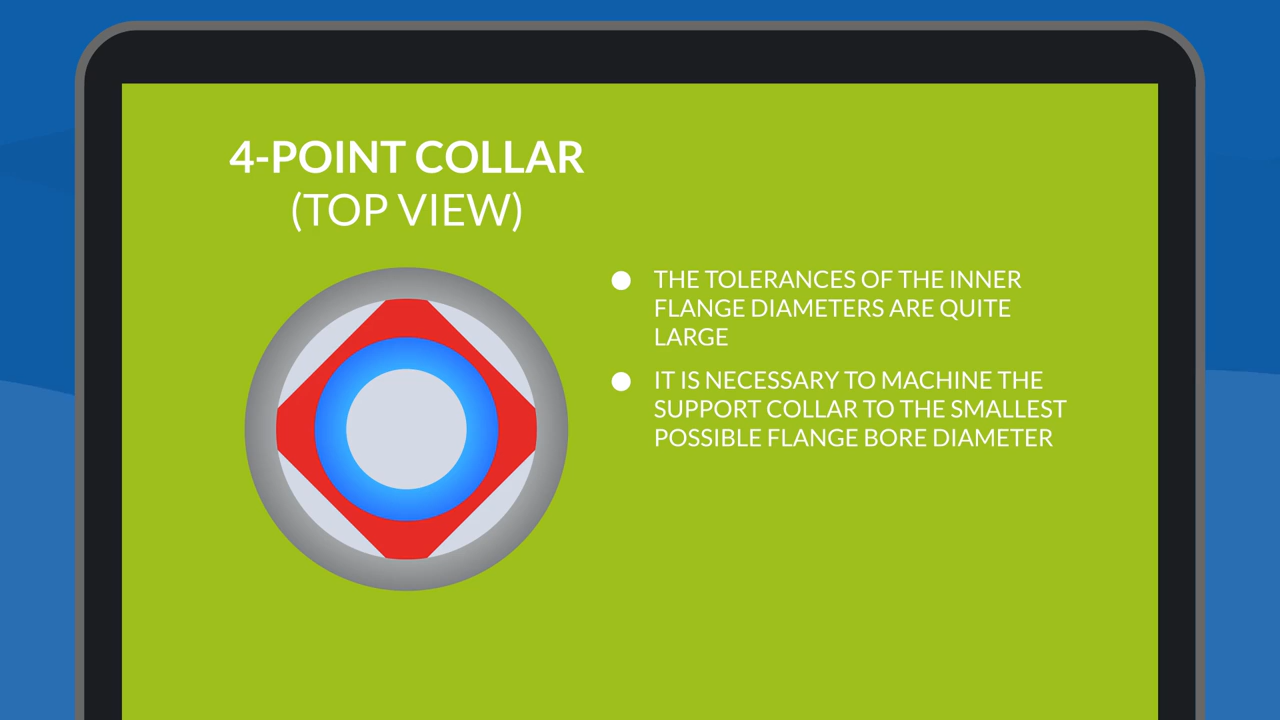 4-POINT COLLAR
(TOP VIEW)
THE TOLERANCES OF THE INNER
FLANGE DIAMETERS ARE QUITE
LARGE
IT IS NECESSARY TO MACHINE THE
SUPPORT COLLAR TO THE SMALLEST
POSSIBLE FLANGE BORE DIAMETER